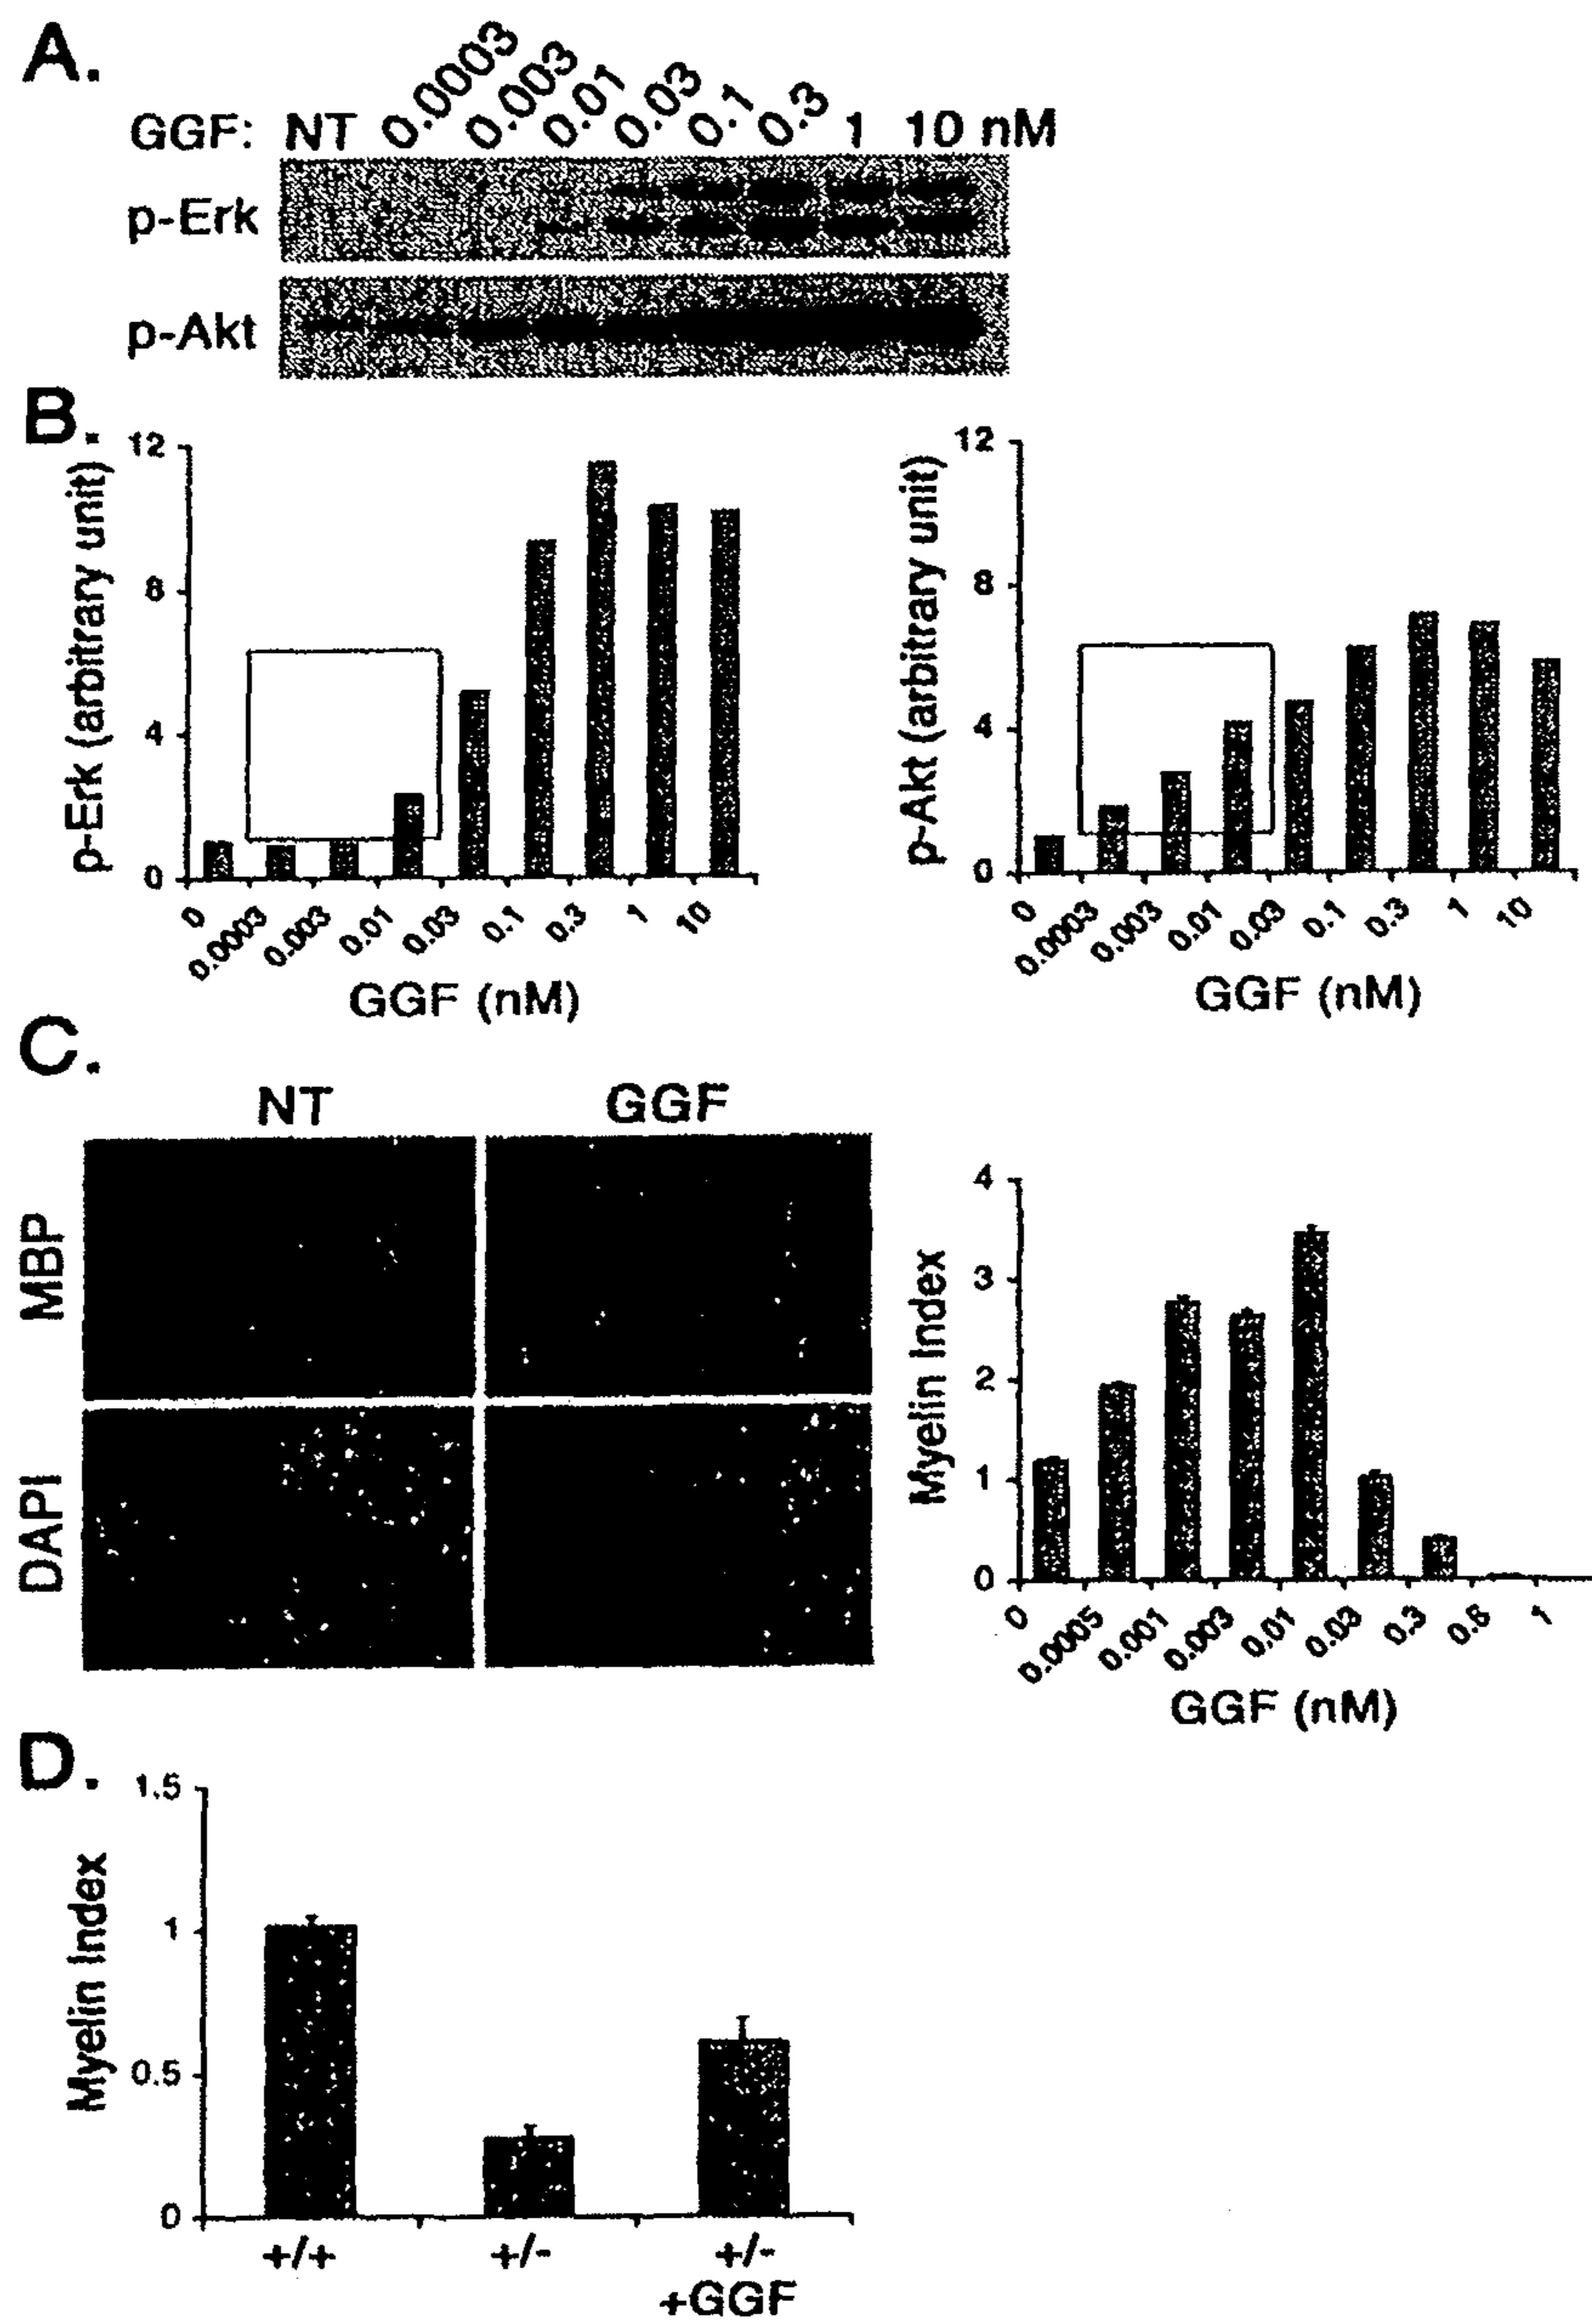 A.
GGF: NT 0.0003 0.003 0.01 0.03 0.1 0.3 1 10 nM
p-Erk
p-Akt
B.
p-Erk (arbitrary unit)
12
8
4
0
0 0.0003 0.003 0.01 0.03 0.1 0.3 1 10
GGF (nM)
p-Akt (arbitrary unit)
12
8
4
0
0 0.0003 0.003 0.01 0.03 0.1 0.3 1 10
GGF (nM)
C.
NT GGF
MBP
DAPI
Myelin Index
4
3
2
1
0
0 0.0005 0.001 0.003 0.01 0.03 0.3 0.6 1
GGF (nM)
D.
Myelin Index
1.5
1
0.5
0
+/+ +/- +/-
+GGF